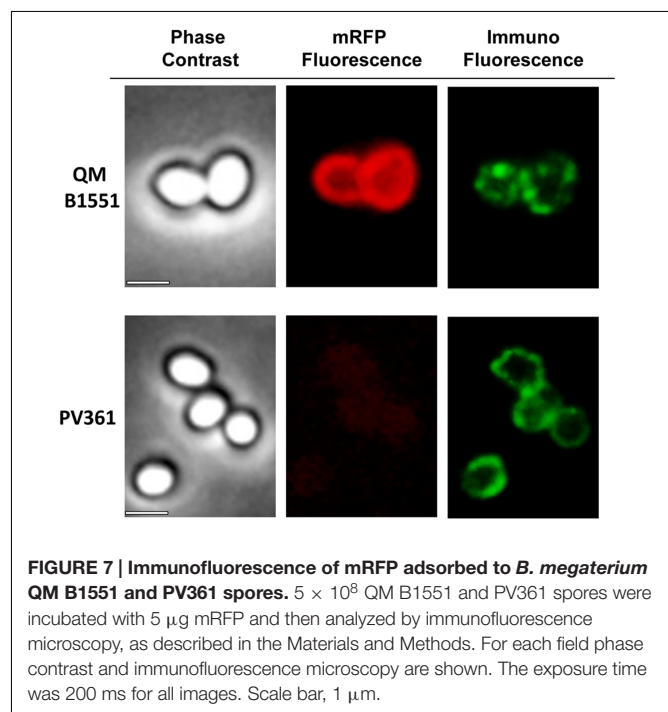 Phase Contrast
mRFP Fluorescence
Immuno Fluorescence
QM B1551
PV361
FIGURE 7 | Immunofluorescence of mRFP adsorbed to B. megaterium
QM B1551 and PV361 spores. 5 × 10⁸ QM B1551 and PV361 spores were
incubated with 5 μg mRFP and then analyzed by immunofluorescence
microscopy, as described in the Materials and Methods. For each field phase
contrast and immunofluorescence microscopy are shown. The exposure time
was 200 ms for all images. Scale bar, 1 μm.